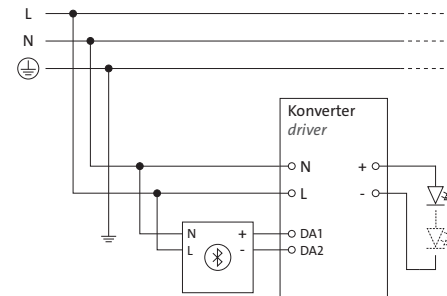 L
N
Konverter
driver
N +
L -
N + DA1
L - DA2